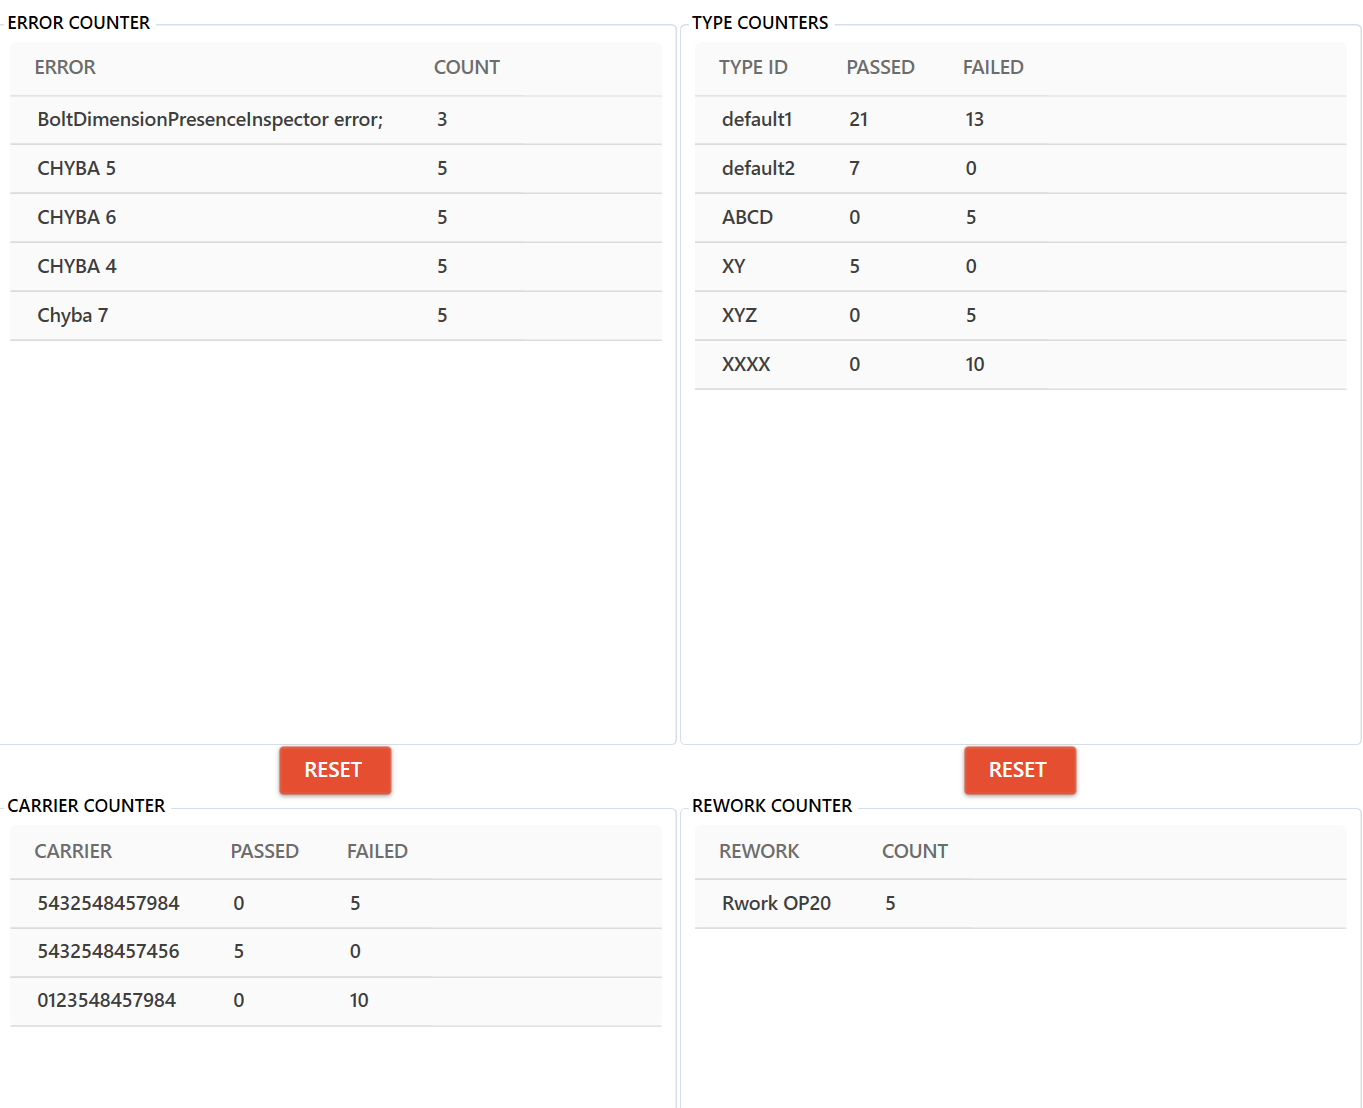 ERROR COUNTER
ERROR COUNT
BoltDimensionPresenceInspector error; 3
CHYBA 5 5
CHYBA 6 5
CHYBA 4 5
Chyba 7 5
RESET
TYPE COUNTERS
TYPE ID PASSED FAILED
default1 21 13
default2 7 0
ABCD 0 5
XY 5 0
XYZ 0 5
XXXX 0 10
RESET
CARRIER COUNTER
CARRIER PASSED FAILED
5432548457984 0 5
5432548457456 5 0
0123548457984 0 10
REWORK COUNTER
REWORK COUNT
Rwork OP20 5